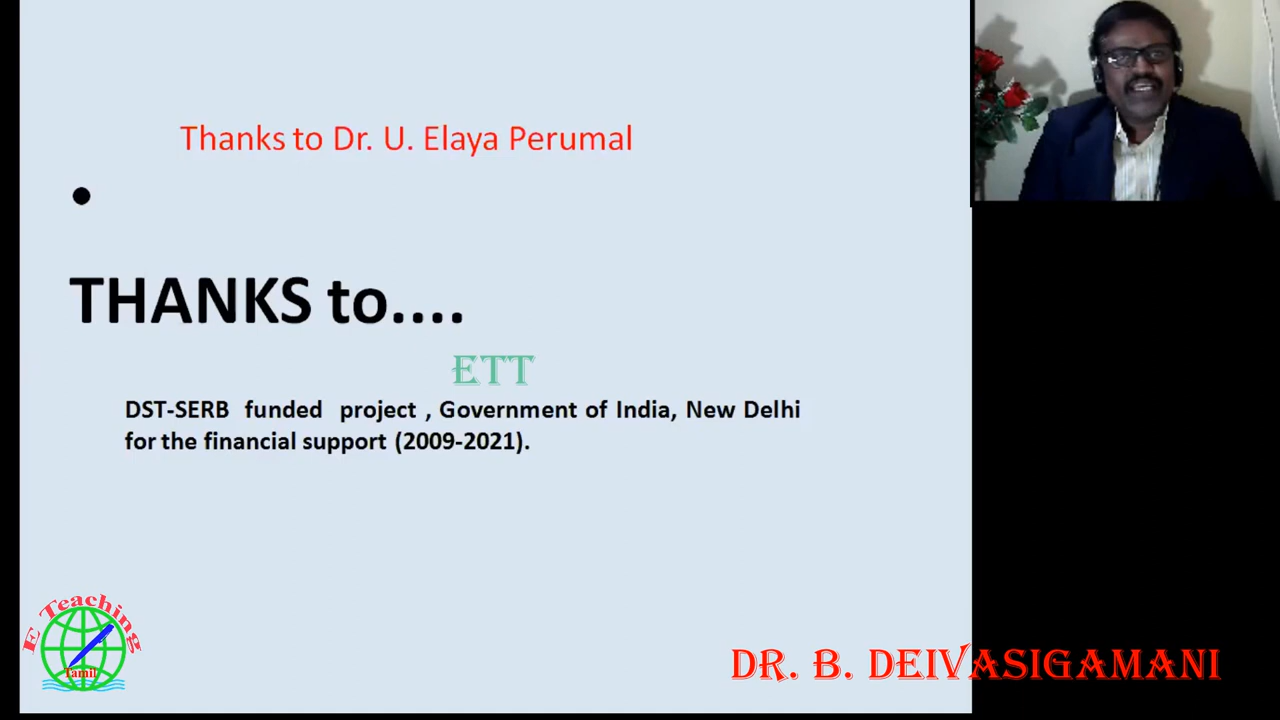 Thanks to Dr. U. Elaya Perumal
THANKS to....
ETT
DST-SERB funded project , Government of India, New Delhi
for the financial support (2009-2021).
E Teaching
Tamil
DR. B. DEIVASIGAMANI